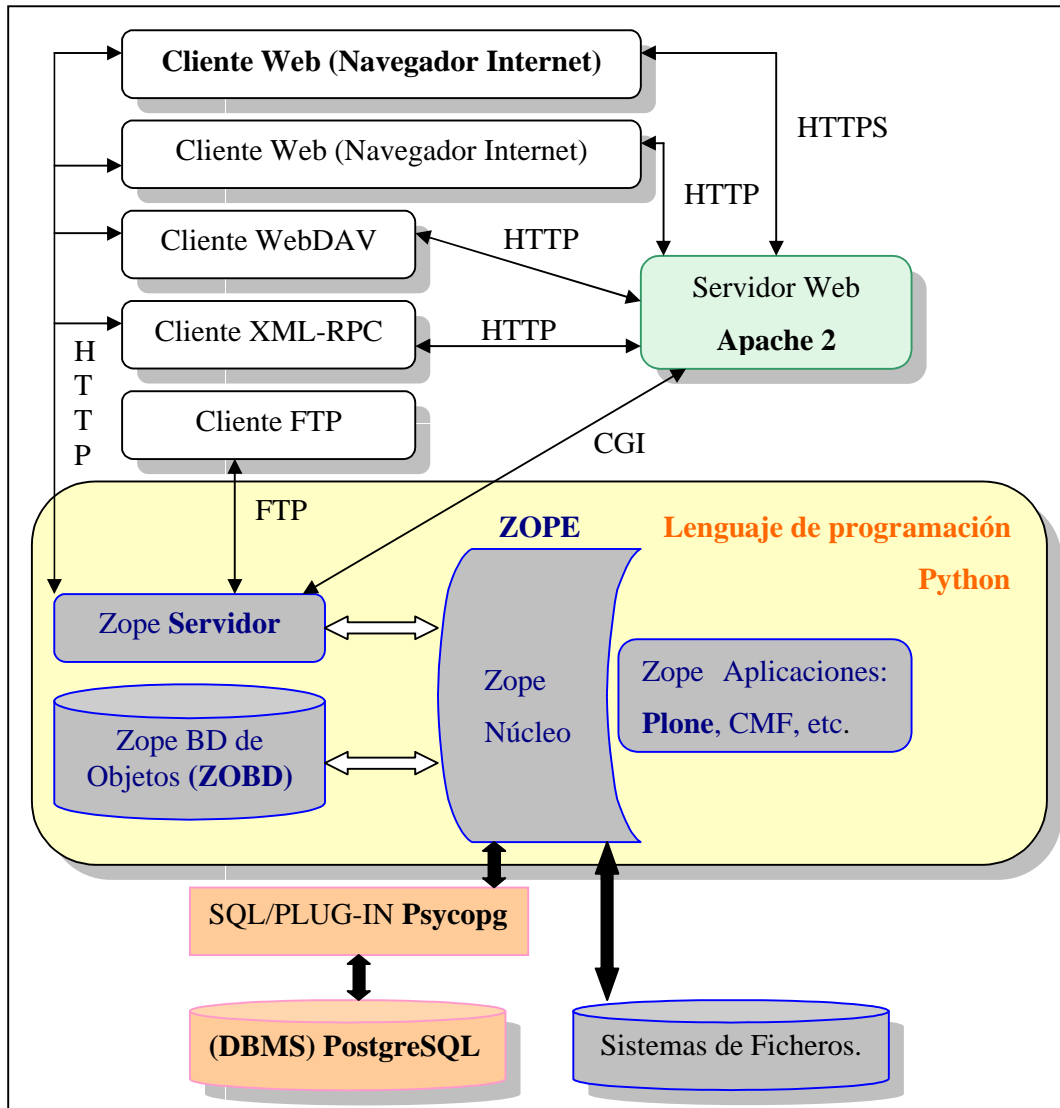 Cliente Web (Navegador Internet)
HTTPS
Cliente Web (Navegador Internet)
HTTP
Cliente WebDAV
HTTP
Servidor Web
Apache 2
Cliente XML-RPC
HTTP
HTTP
Cliente FTP
CGI
FTP
ZOPE
Lenguaje de programación
Python
Zope Servidor
Zope
Núcleo
Zope Aplicaciones:
Plone, CMF, etc.
Zope BD de
Objetos (ZOBD)
SQL/PLUG-IN Psycopg
(DBMS) PostgreSQL
Sistemas de Ficheros.